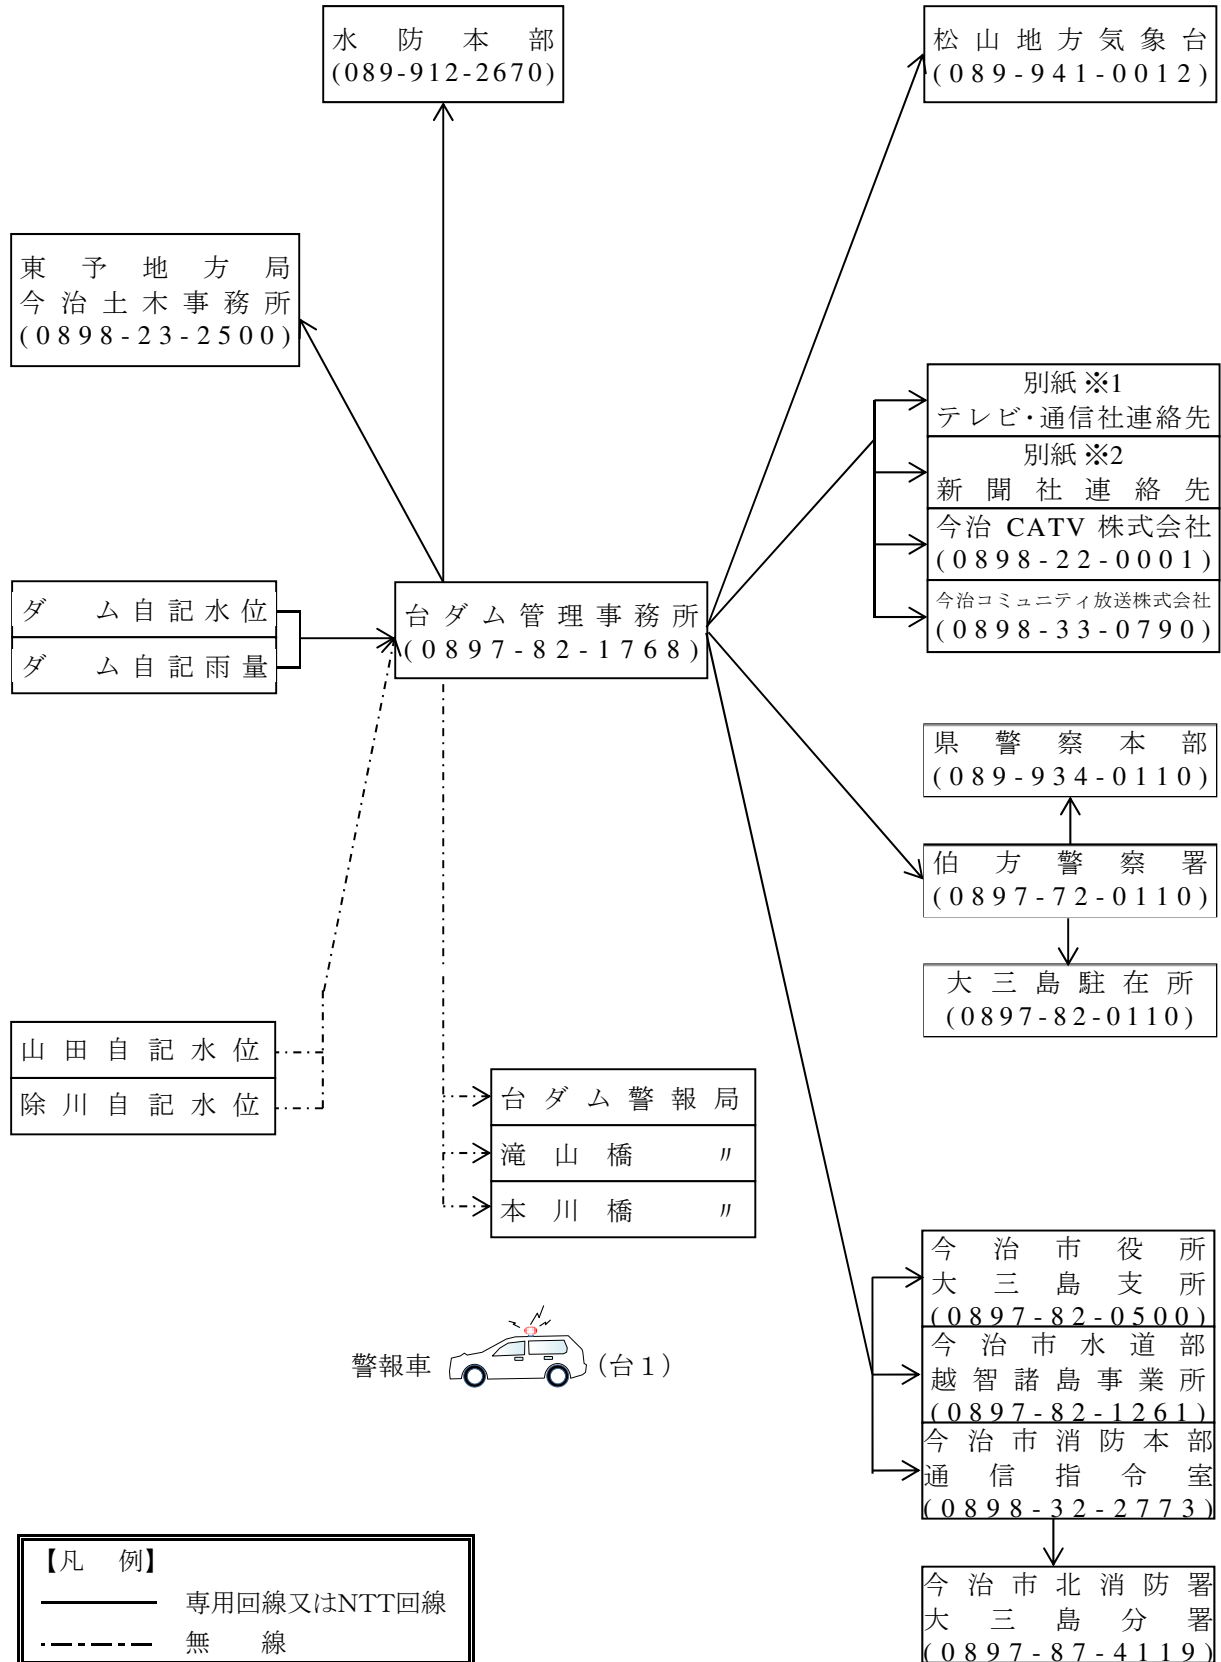 水防本部
(089-912-2670)
松山地方気象台
(089-941-0012)
東予地方局
今治土木事務所
(0898-23-2500)
別紙※1
テレビ・通信社連絡先
別紙※2
新聞社連絡先
今治 CATV 株式会社
(0898-22-0001)
今治コミュニティ放送株式会社
(0898-33-0790)
ダム自記水位
ダム自記雨量
台ダム管理事務所
(0897-82-1768)
県警察本部
(089-934-0110)
伯方警察署
(0897-72-0110)
大三島駐在所
(0897-82-0110)
山田自記水位
除川自記水位
台ダム警報局
滝山橋 〃
本川橋 〃
今治市役所
大三島支所
(0897-82-0500)
今治市水道部
越智諸島事業所
(0897-82-1261)
今治市消防本部
通信指令室
(0898-32-2773)
今治市北消防署
大三島分署
(0897-87-4119)
警報車 (台1)
【凡 例】
専用回線又はNTT回線
無 線